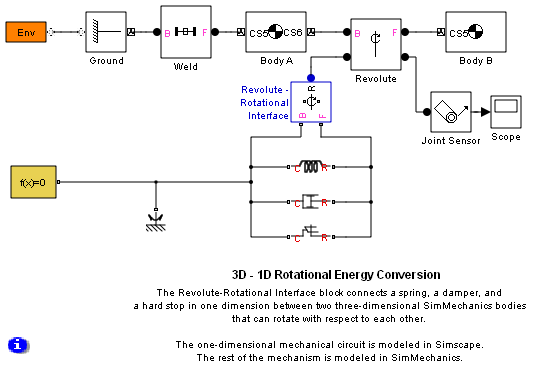 Env
B
F
CS5
CS6
B
F
CS5
Ground
Weld
Body A
Revolute
Body B
Revolute -
Rotational
Interface
R
B
F
Joint Sensor
Scope
C
R
f(x)=0
C
R
C
R
3D - 1D Rotational Energy Conversion
The Revolute-Rotational Interface block connects a spring, a damper, and
a hard stop in one dimension between two three-dimensional SimMechanics bodies
that can rotate with respect to each other.
i
The one-dimensional mechanical circuit is modeled in Simscape.
The rest of the mechanism is modeled in SimMechanics.